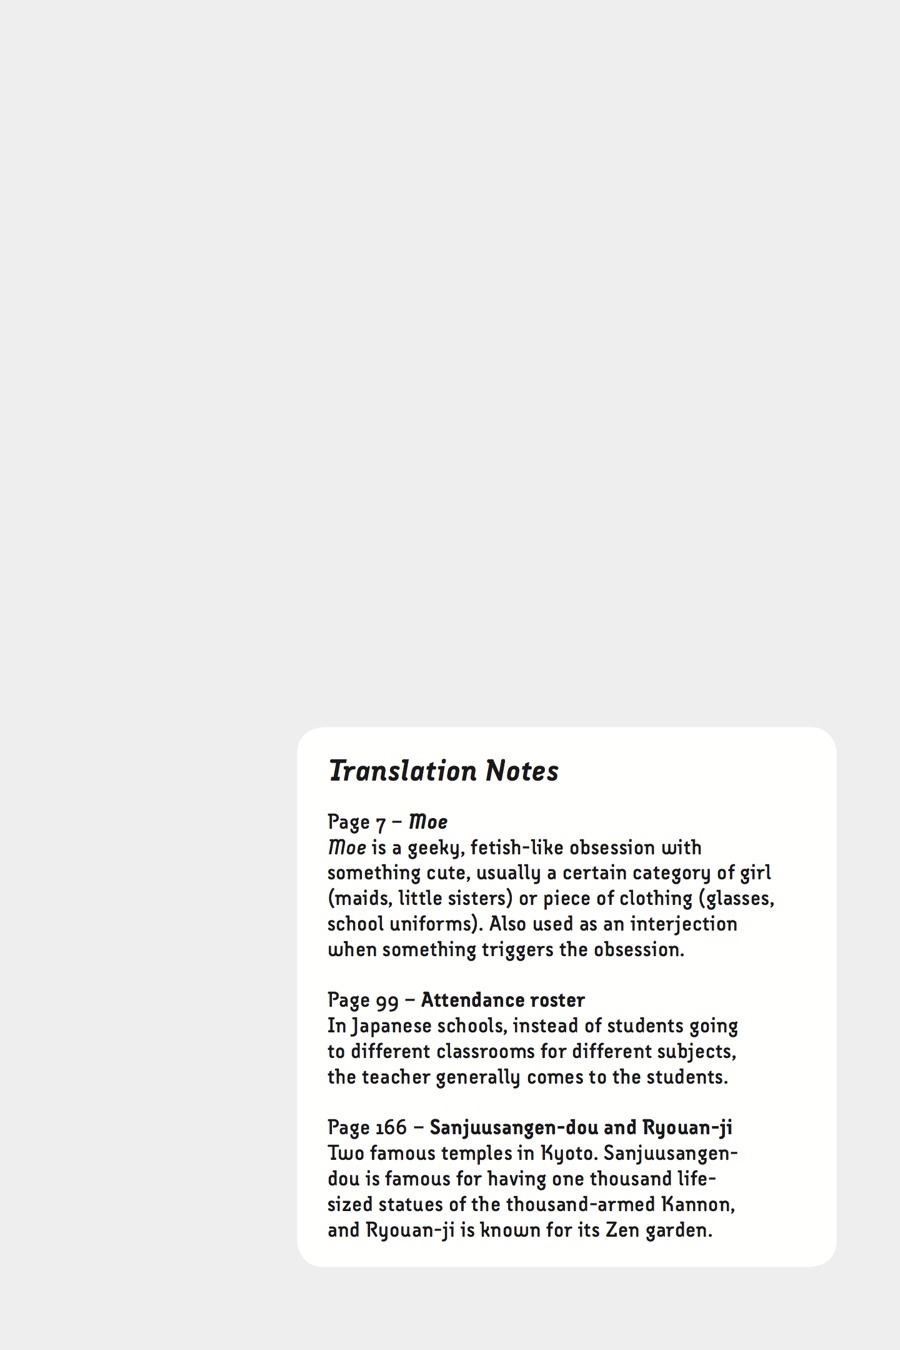 Translation Notes
Page 7 – Moe
Moe is a geeky, fetish-like obsession with
something cute, usually a certain category of girl
(maids, little sisters) or piece of clothing (glasses,
school uniforms). Also used as an interjection
when something triggers the obsession.
Page 99 – Attendance roster
In Japanese schools, instead of students going
to different classrooms for different subjects,
the teacher generally comes to the students.
Page 166 – Sanjuusangen-dou and Ryouan-ji
Two famous temples in Kyoto. Sanjuusangen-
dou is famous for having one thousand life-
sized statues of the thousand-armed Kannon,
and Ryouan-ji is known for its Zen garden.